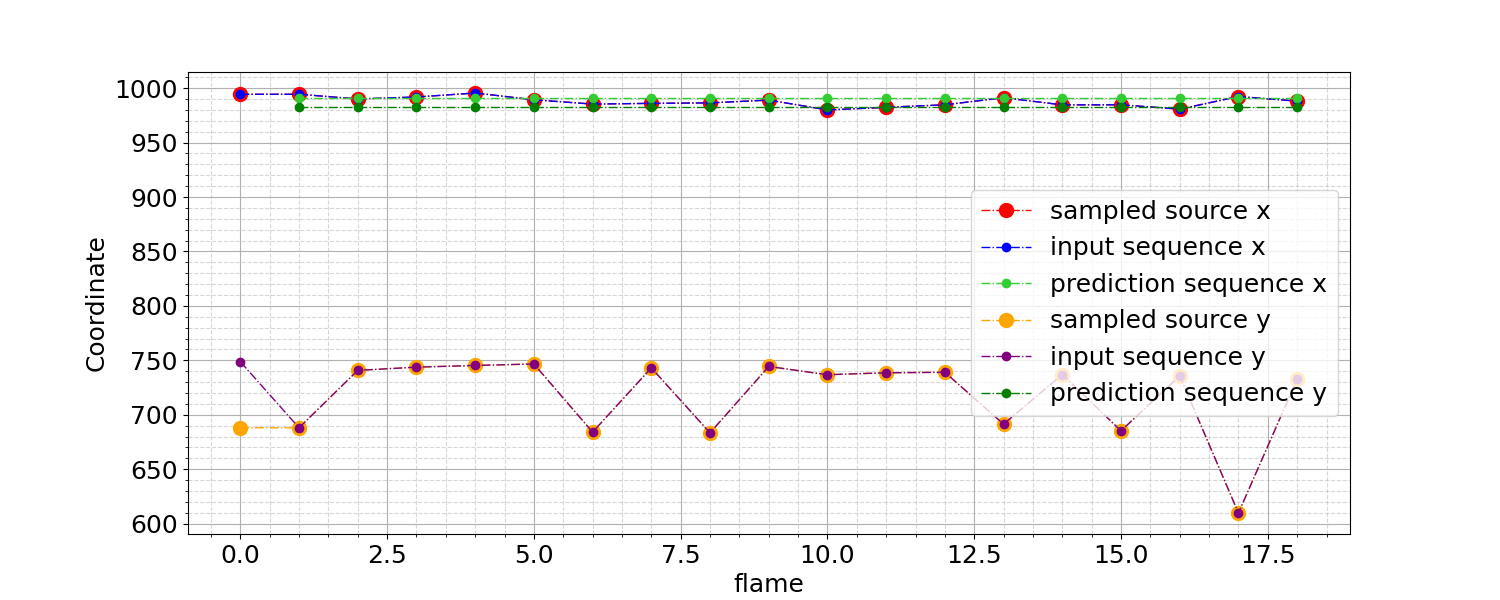 1000
950
900
850
800
750
700
650
600
Coordinate
sampled source x
input sequence x
prediction sequence x
sampled source y
input sequence y
prediction sequence y
0.0 2.5 5.0 7.5 10.0 12.5 15.0 17.5
flame